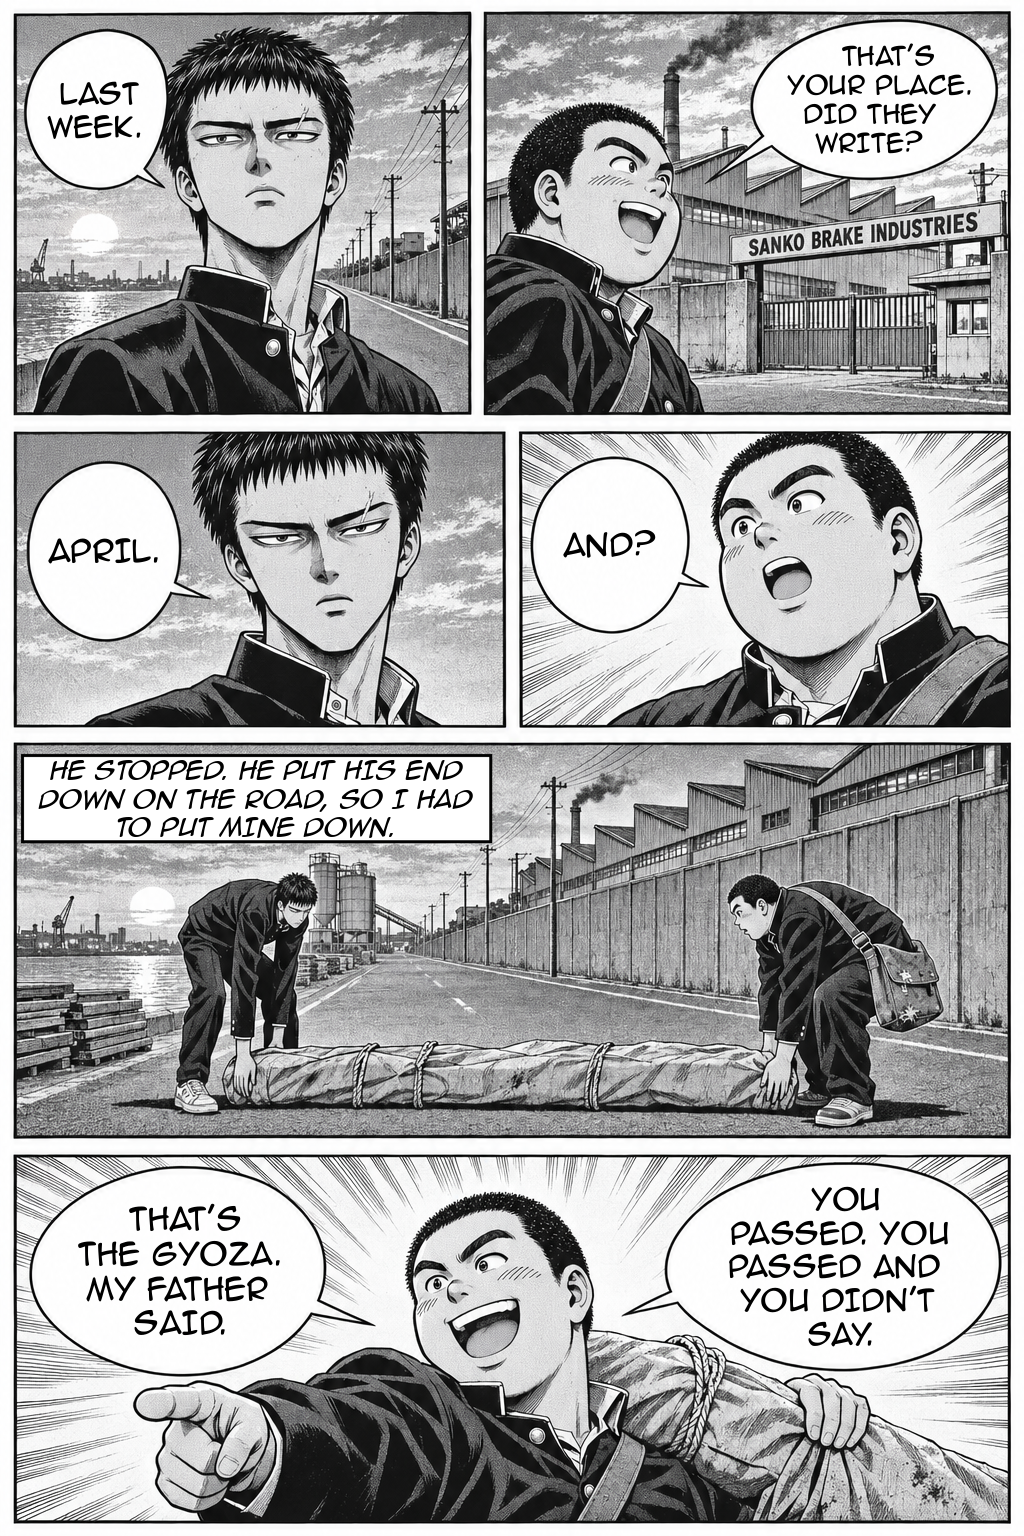 LAST
WEEK.
THAT'S
YOUR PLACE.
DID THEY
WRITE?
SANKO BRAKE INDUSTRIES
APRIL.
AND?
HE STOPPED. HE PUT HIS END
DOWN ON THE ROAD, SO I HAD
TO PUT MINE DOWN.
THAT'S
THE GYOZA.
MY FATHER
SAID.
YOU
PASSED. YOU
PASSED AND
YOU DIDN'T
SAY.